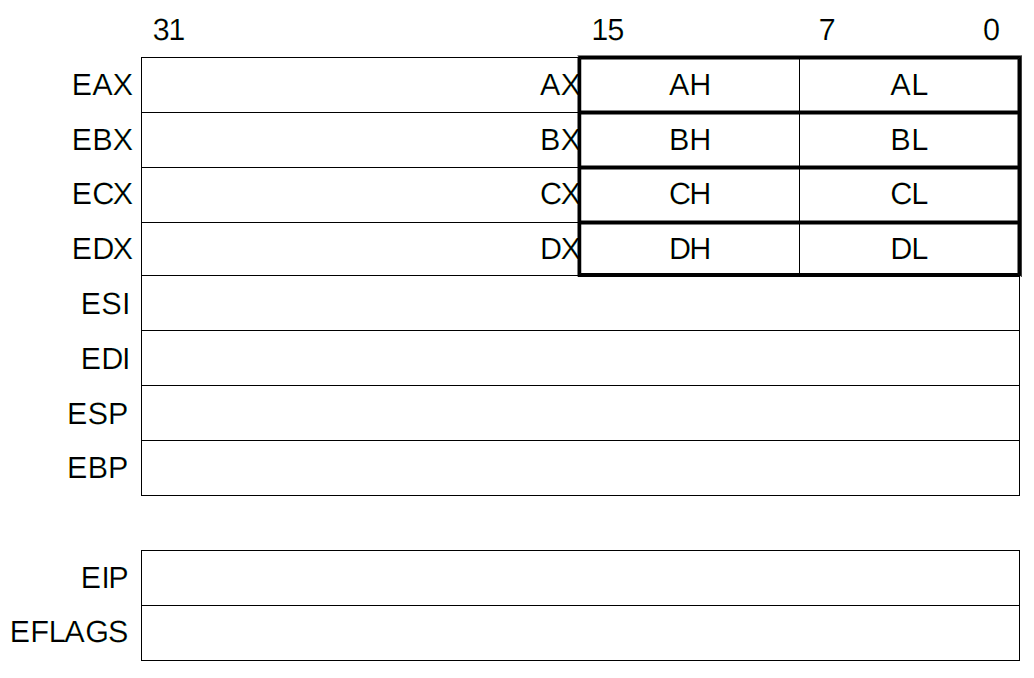 31 15 7 0
EAX AX AH AL
EBX BX BH BL
ECX CX CH CL
EDX DX DH DL
ESI
EDI
ESP
EBP
EIP
EFLAGS